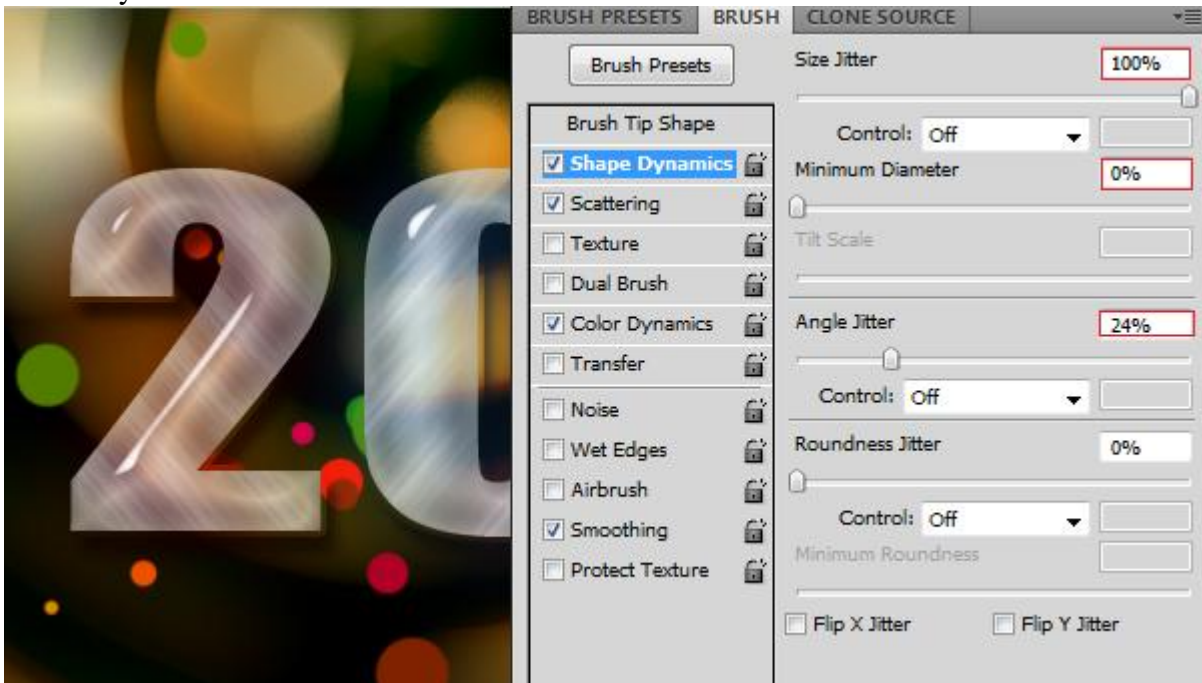 BRUSH PRESETS BRUSH CLONE SOURCE
Brush Presets
Brush Tip Shape
Shape Dynamics
Scattering
Texture
Dual Brush
Color Dynamics
Transfer
Noise
Wet Edges
Airbrush
Smoothing
Protect Texture
Size Jitter 100%
Control: Off
Minimum Diameter 0%
Tilt Scale
Angle Jitter 24%
Control: Off
Roundness Jitter 0%
Control: Off
Minimum Roundness
Flip X Jitter Flip Y Jitter
20